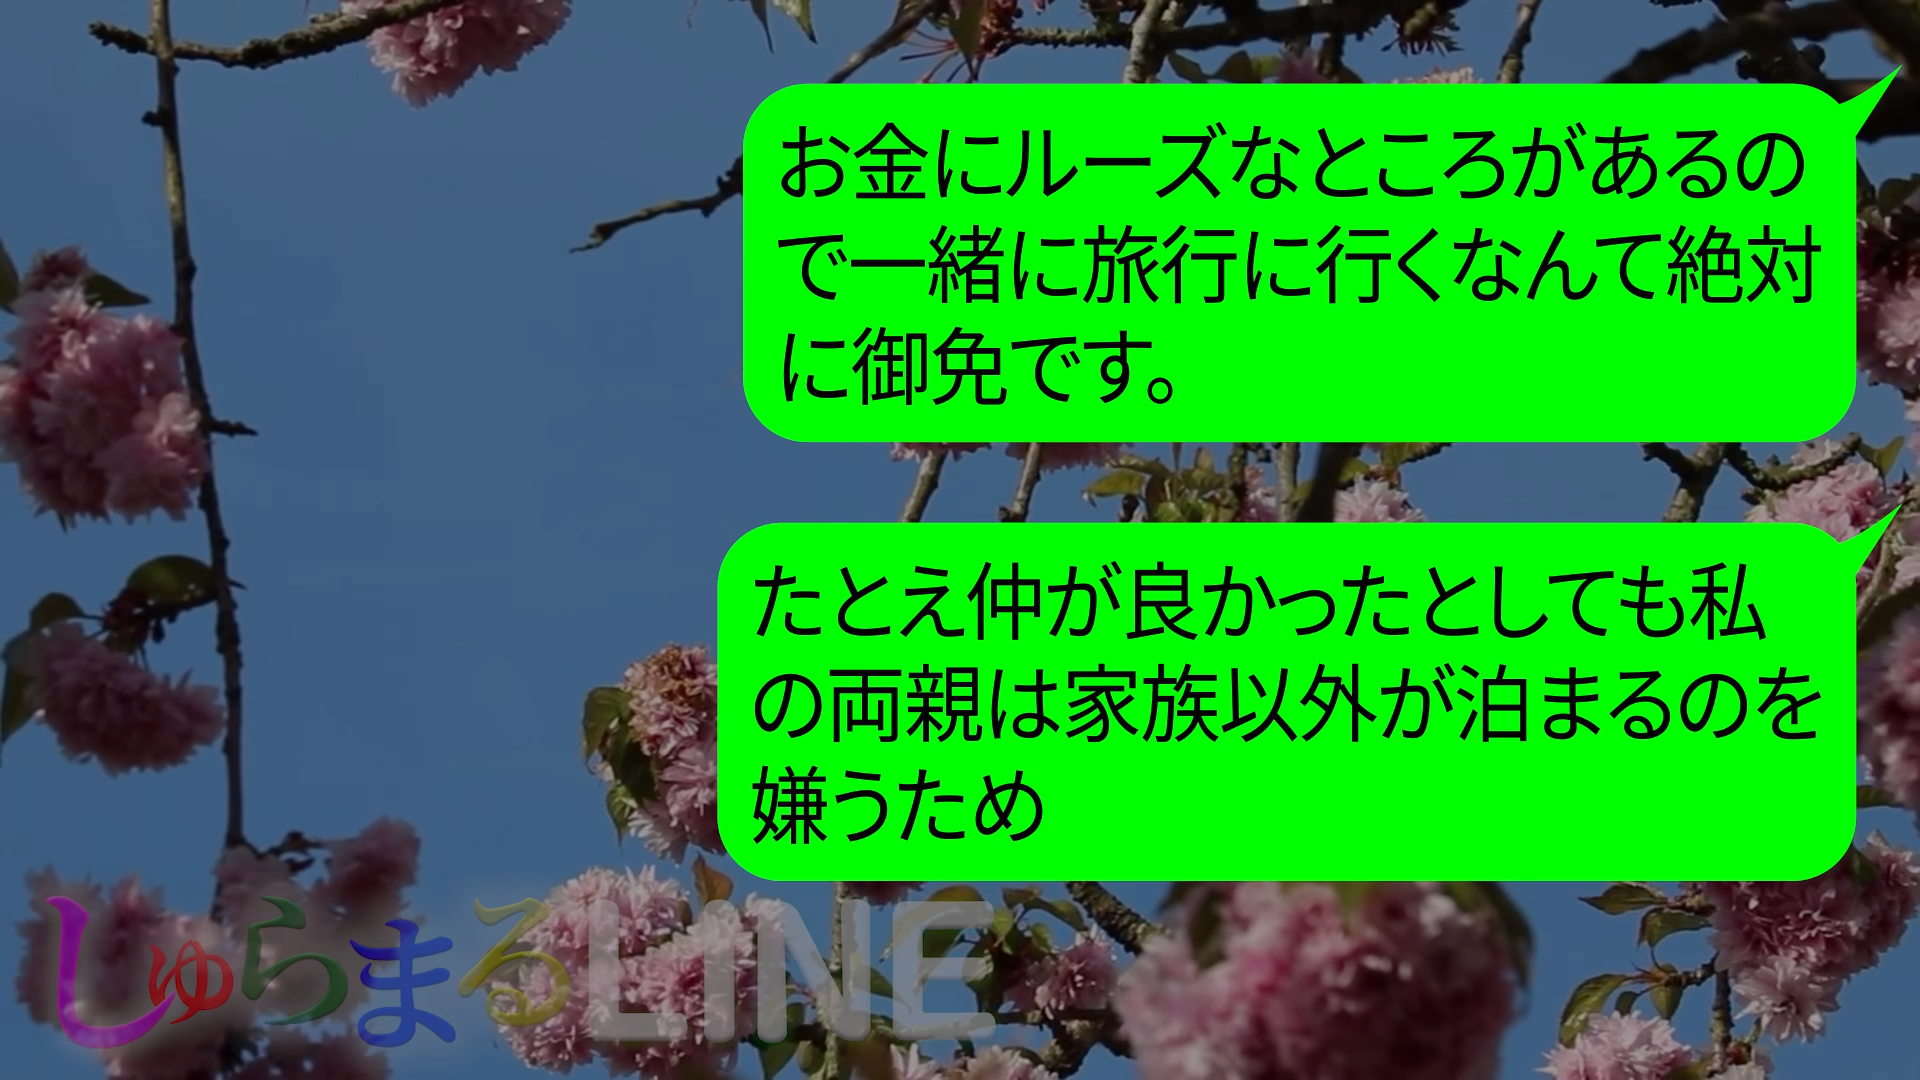 お金にルーズなところがあるの
で一緒に旅行に行くなんて絶対
に御免です。
たとえ仲が良かったとしても私
の両親は家族以外が泊まるのを
嫌うため
しゅらまるLINE